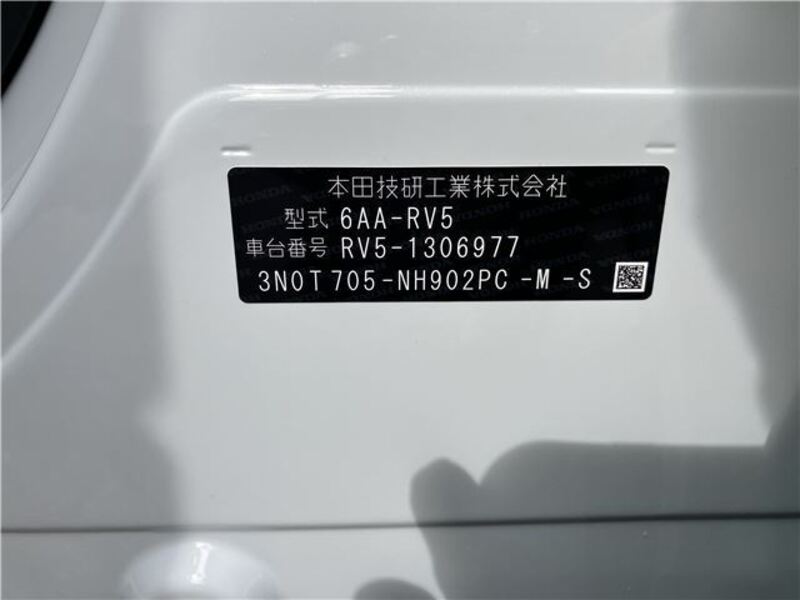 本田技研工業株式会社
型式 6AA-RV5
車台番号 RV5-1306977
3N0T705-NH902PC-M-S